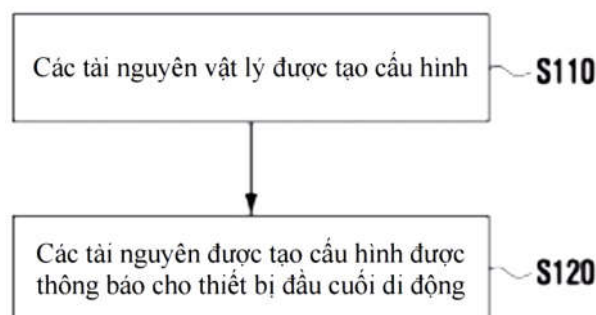 Các tài nguyên vật lý được tạo cấu hình
S110
Các tài nguyên được tạo cấu hình được
thông báo cho thiết bị đầu cuối di động
S120